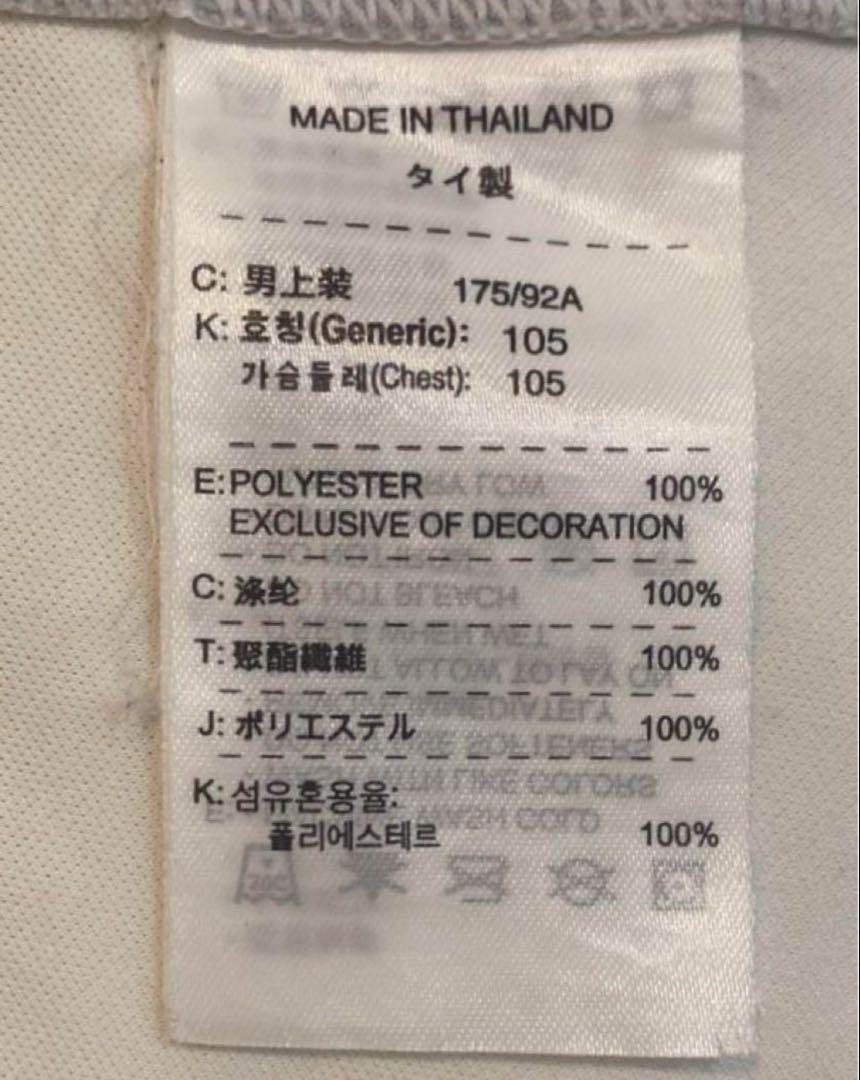 MADE IN THAILAND
タイ製
C: 男上装 175/92A
K: 호칭(Generic): 105
가슴둘레(Chest): 105
E: POLYESTER 100%
EXCLUSIVE OF DECORATION
C: 涤纶 100%
T: 聚酯纖維 100%
J: ポリエステル 100%
K: 섬유혼용율:
폴리에스테르 100%